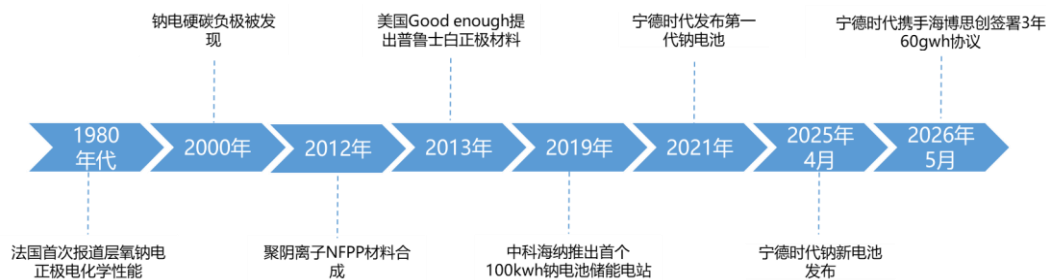 钠电硬碳负极被发
现
美国Good enough提
出普鲁士白正极材料
宁德时代发布第一
代钠电池
宁德时代携手海博思创签署3年
60gwh协议
1980
年代
2000年
2012年
2013年
2019年
2021年
2025年
4月
2026年
5月
法国首次报道层氧钠电
正极电化学性能
聚阴离子NFPP材料合
成
中科海纳推出首个
100kwh钠电池储能电站
宁德时代钠新电池
发布